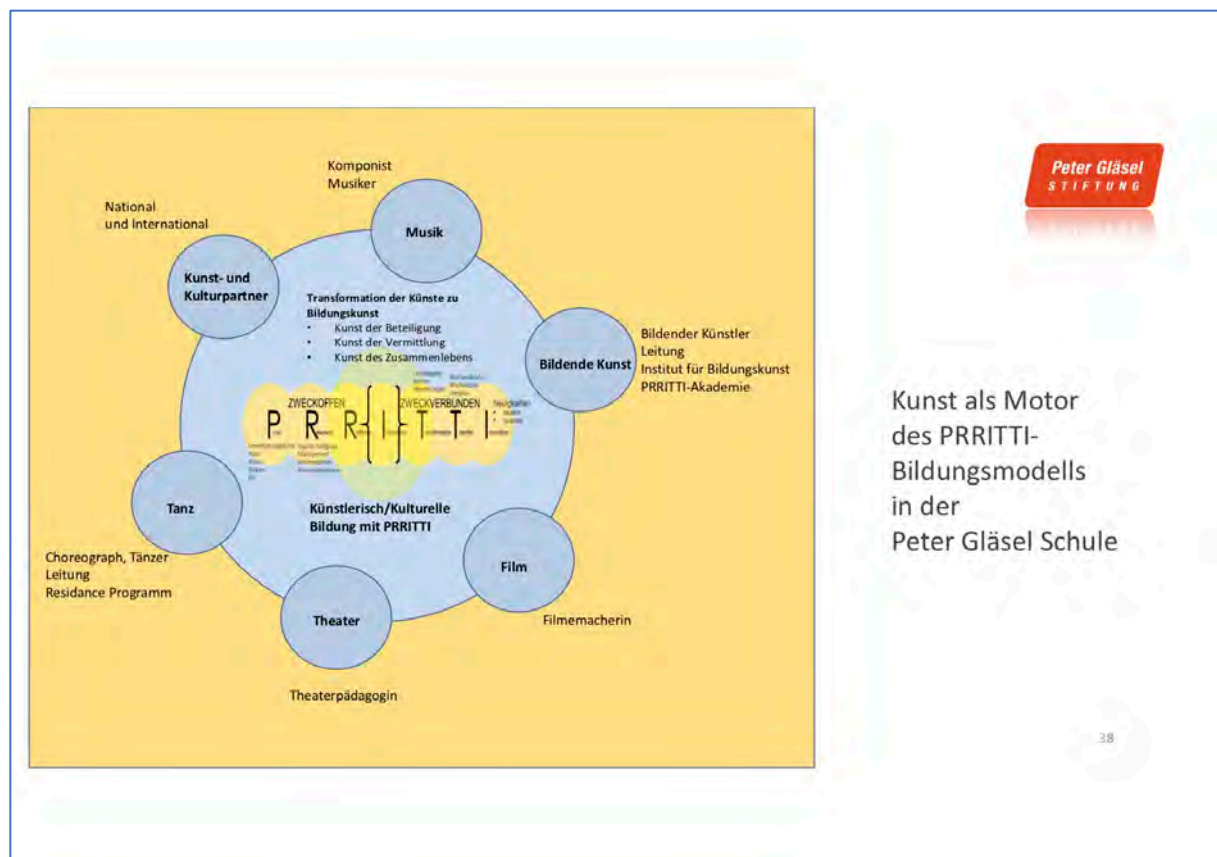 Peter Gläsel
STIFTUNG
Komponist
Musiker
National
und International
Musik
Kunst- und
Kulturpartner
Transformation der Künste zu
Bildungskunst
• Kunst der Beteiligung
• Kunst der Vermittlung
• Kunst des Zusammenlebens
Bildende Kunst
Bildender Künstler
Leitung
Institut für Bildungskunst
PRRITTI-Akademie
ZWECKOFFEN
ZWECKVERBUNDEN
Neuigkeiten
P R R { I } T T I
Künstlerisch/Kulturelle
Bildung mit PRRITTI
Tanz
Choreograph, Tänzer
Leitung
Residance Programm
Film
Filmemacherin
Theater
Theaterpädagogin
Kunst als Motor
des PRRITTI-
Bildungsmodells
in der
Peter Gläsel Schule
38